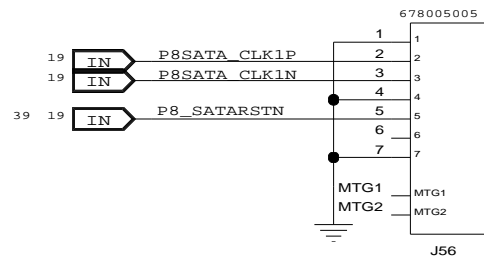 678005005
1 1
19 IN P8SATA_CLK1P 2 2
19 IN P8SATA_CLK1N 3 3
4 4
39 19 IN P8_SATARSTN 5 5
6 6
7 7
MTG1 MTG1
MTG2 MTG2
J56